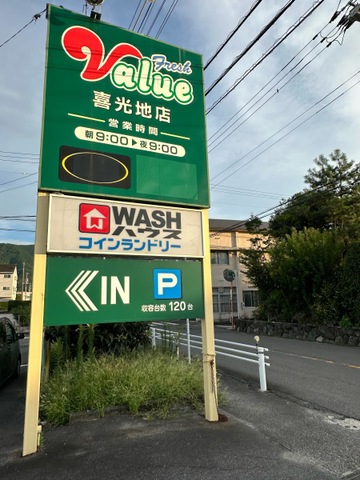 Fresh
Value
喜光地店
営業時間
朝9:00▶夜9:00
WASH
ハウス
コインランドリー
IN P
収容台数 120台